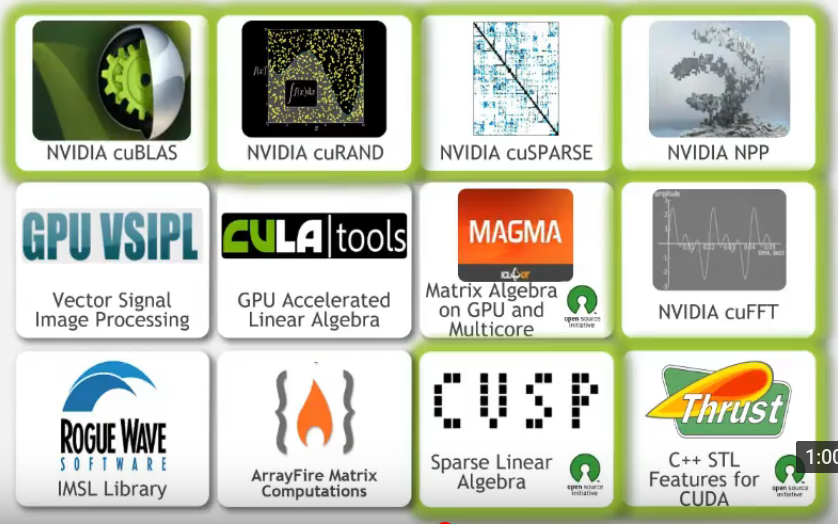 f(x)
∫f(x)dx
x
NVIDIA cuBLAS
NVIDIA cuRAND
NVIDIA cuSPARSE
NVIDIA NPP
GPU VSIPL
Vector Signal
Image Processing
CULA|tools
GPU Accelerated
Linear Algebra
MAGMA
Matrix Algebra
on GPU and
Multicore
open source
initiative
amplitude
time, secs
NVIDIA cuFFT
ROGUE WAVE
SOFTWARE
IMSL Library
ArrayFire Matrix
Computations
CUSP
Sparse Linear
Algebra
open source
initiative
Thrust
C++ STL
Features for
CUDA
open source
initiative
1:00